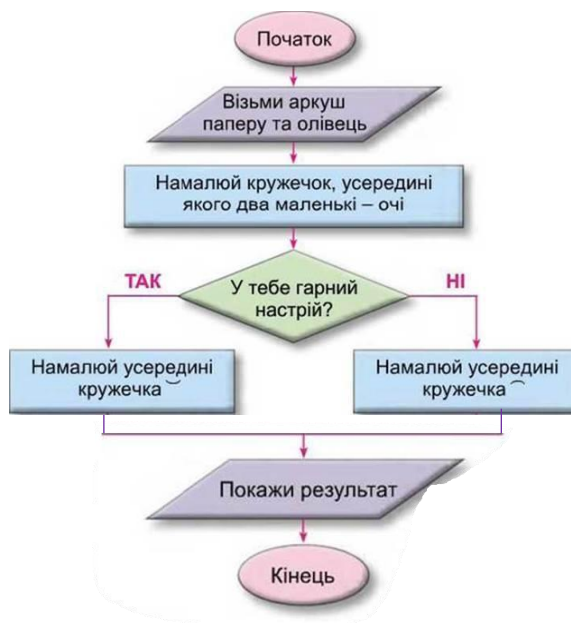 Початок
Візьми аркуш
паперу та олівець
Намалюй кружечок, усередині
якого два маленькі – очі
ТАК
У тебе гарний
настрій?
НІ
Намалюй усередині
кружечка
Намалюй усередині
кружечка
Покажи результат
Кінець